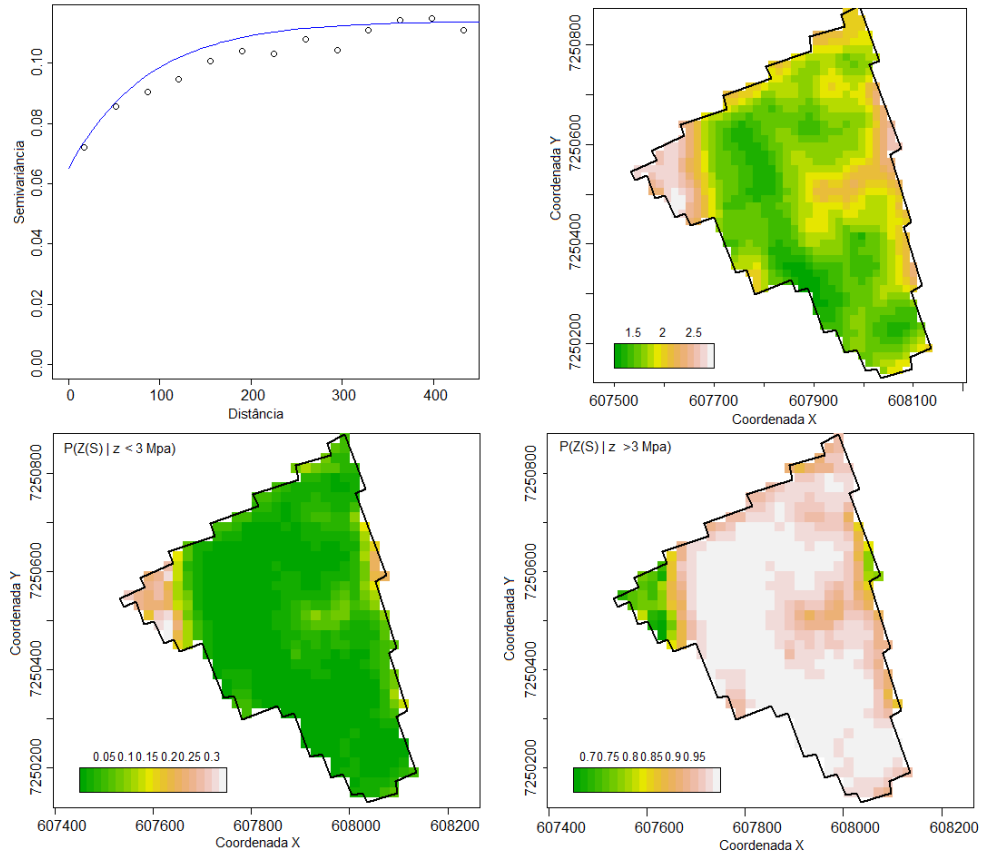 0.10
0.08
0.06
0.04
0.02
0.00
Semivariância
0 100 200 300 400
Distância
7250800
7250600
7250400
7250200
Coordenada Y
1.5 2 2.5
607500 607700 607900 608100
Coordenada X
P(Z(S) | z < 3 Mpa)
7250800
7250600
7250400
7250200
Coordenada Y
0.05 0.1 0.15 0.2 0.25 0.3
607400 607600 607800 608000 608200
Coordenada X
P(Z(S) | z >3 Mpa)
7250800
7250600
7250400
7250200
Coordenada Y
0.7 0.75 0.8 0.85 0.9 0.95
607400 607600 607800 608000 608200
Coordenada X